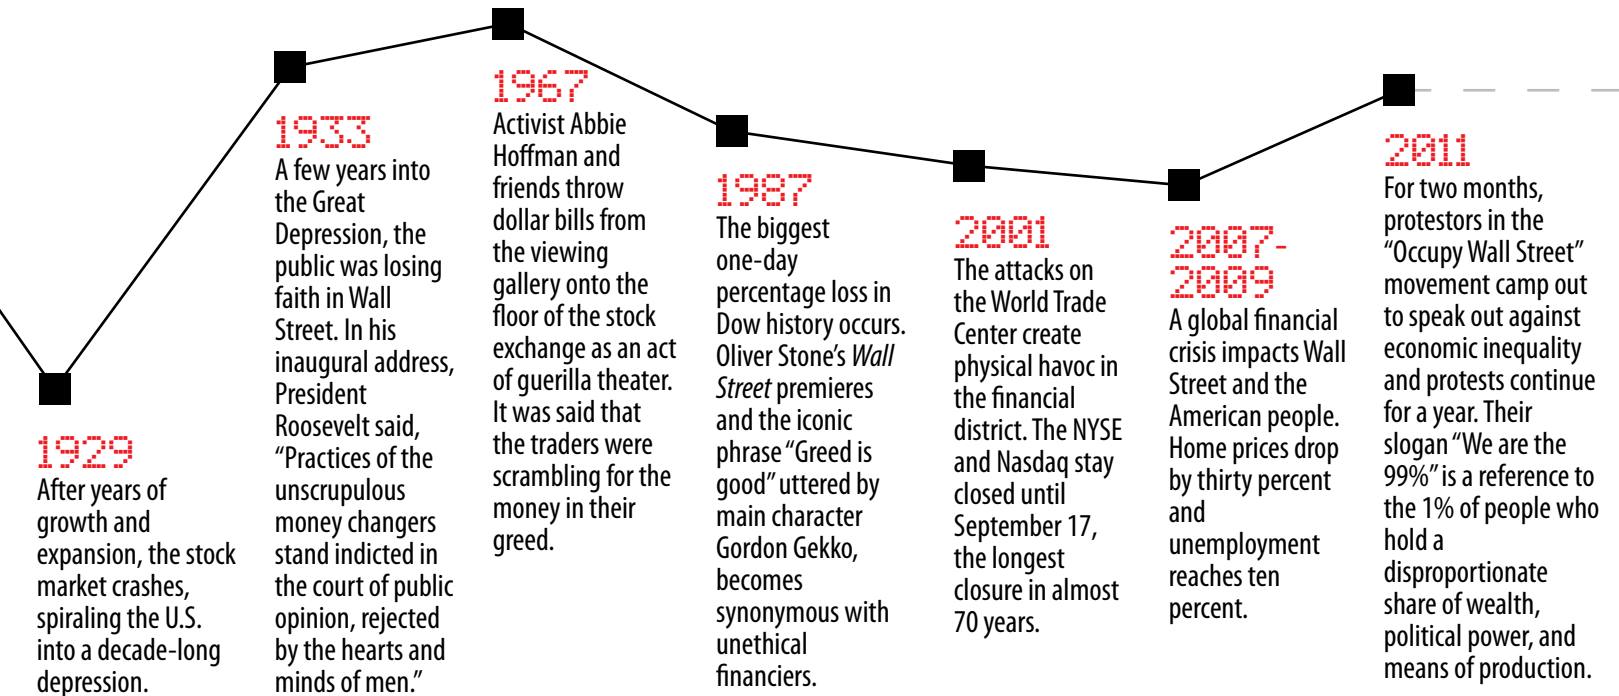 1929
After years of
growth and
expansion, the stock
market crashes,
spiraling the U.S.
into a decade-long
depression.
1933
A few years into
the Great
Depression, the
public was losing
faith in Wall
Street. In his
inaugural address,
President
Roosevelt said,
“Practices of the
unscrupulous
money changers
stand indicted in
the court of public
opinion, rejected
by the hearts and
minds of men.”
1967
Activist Abbie
Hoffman and
friends throw
dollar bills from
the viewing
gallery onto the
floor of the stock
exchange as an act
of guerilla theater.
It was said that
the traders were
scrambling for the
money in their
greed.
1987
The biggest
one-day
percentage loss in
Dow history occurs.
Oliver Stone’s Wall
Street premieres
and the iconic
phrase “Greed is
good” uttered by
main character
Gordon Gekko,
becomes
synonymous with
unethical
financiers.
2001
The attacks on
the World Trade
Center create
physical havoc in
the financial
district. The NYSE
and Nasdaq stay
closed until
September 17,
the longest
closure in almost
70 years.
2007-
2009
A global financial
crisis impacts Wall
Street and the
American people.
Home prices drop
by thirty percent
and
unemployment
reaches ten
percent.
2011
For two months,
protestors in the
“Occupy Wall Street”
movement camp out
to speak out against
economic inequality
and protests continue
for a year. Their
slogan “We are the
99%” is a reference to
the 1% of people who
hold a
disproportionate
share of wealth,
political power, and
means of production.